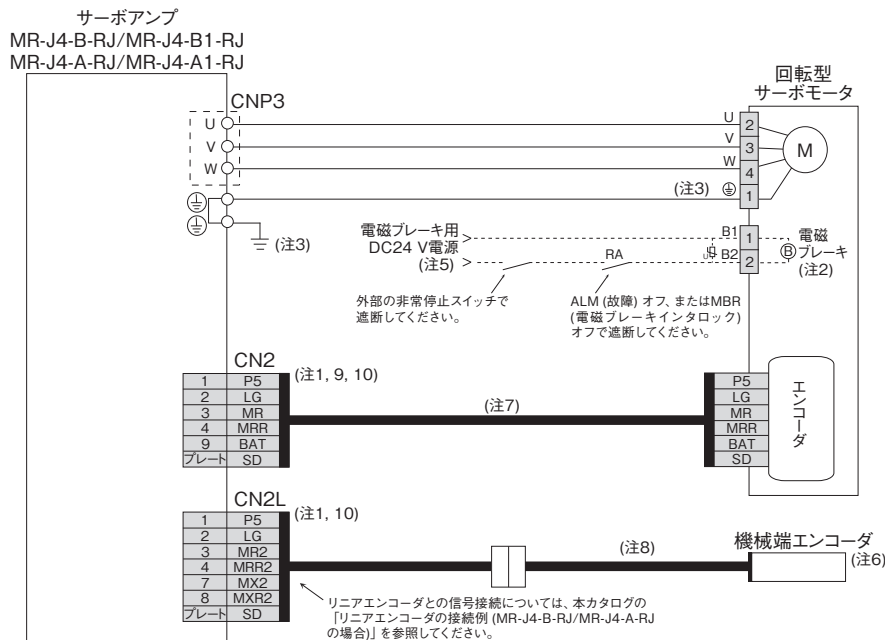 サーボアンプ
MR-J4-B-RJ/MR-J4-B1-RJ
MR-J4-A-RJ/MR-J4-A1-RJ
CNP3
U
V
W
(注3)
回転型
サーボモータ
U 2
V 3
W 4
(注3) 1
M
電磁ブレーキ用
DC24 V電源
(注5)
RA
B1 1
U B2 2
B
電磁
ブレーキ
(注2)
外部の非常停止スイッチで
遮断してください。
ALM (故障) オフ、またはMBR
(電磁ブレーキインタロック)
オフで遮断してください。
CN2
(注1, 9, 10)
1 P5
2 LG
3 MR
4 MRR
9 BAT
プレート SD
(注7)
P5
LG
MR
MRR
BAT
SD
エンコーダ
CN2L
(注1, 10)
1 P5
2 LG
3 MR2
4 MRR2
7 MX2
8 MXR2
プレート SD
(注8)
機械端エンコーダ
(注6)
リニアエンコーダとの信号接続については、本カタログの
「リニアエンコーダの接続例 (MR-J4-B-RJ/MR-J4-A-RJ
の場合)」を参照してください。